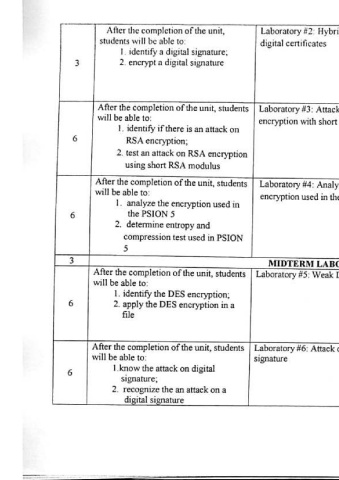 After the completion of the unit,
students will be able to:
1. identify a digital signature;
2. encrypt a digital signature
3
Laboratory #2:
digital certificates
After the completion of the unit, students
will be able to:
1. identify if there is an attack on
RSA encryption;
2. test an attack on RSA encryption
using short RSA modulus
6
Laboratory #3: Attack
encryption with short
After the completion of the unit, students
will be able to:
1. analyze the encryption used in
the PSION 5
2. determine entropy and
compression test used in PSION
5
6
Laboratory #4:
encryption used in the
3
MIDTERM
After the completion of the unit, students
will be able to:
1. identify the DES encryption;
2. apply the DES encryption in a
file
6
Laboratory #5: Weak
After the completion of the unit, students
will be able to:
1.know the attack on digital
signature;
2. recognize the an attack on a
digital signature
6
Laboratory #6: Attack
signature